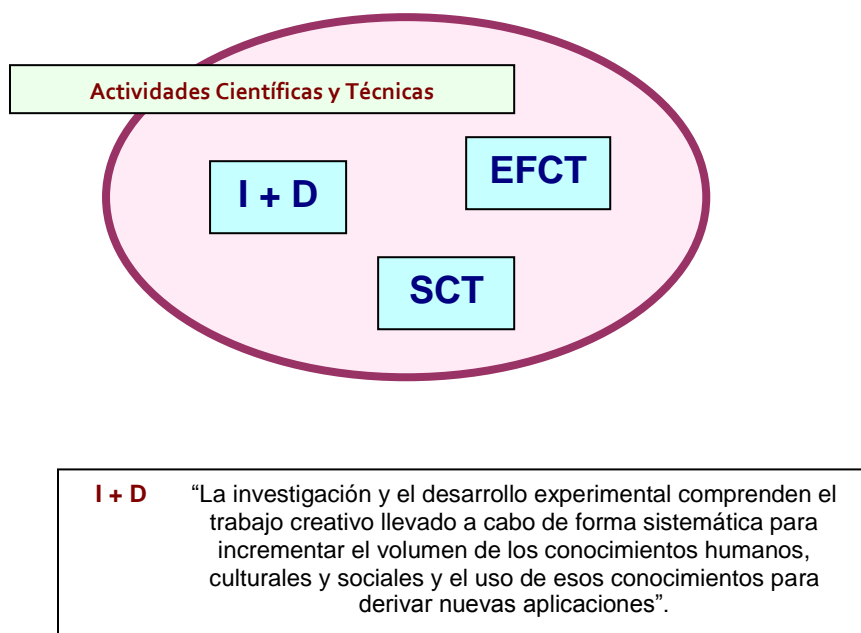 Actividades Científicas y Técnicas
EFCT
I + D
SCT
I + D “La investigación y el desarrollo experimental comprenden el
trabajo creativo llevado a cabo de forma sistemática para
incrementar el volumen de los conocimientos humanos,
culturales y sociales y el uso de esos conocimientos para
derivar nuevas aplicaciones”.